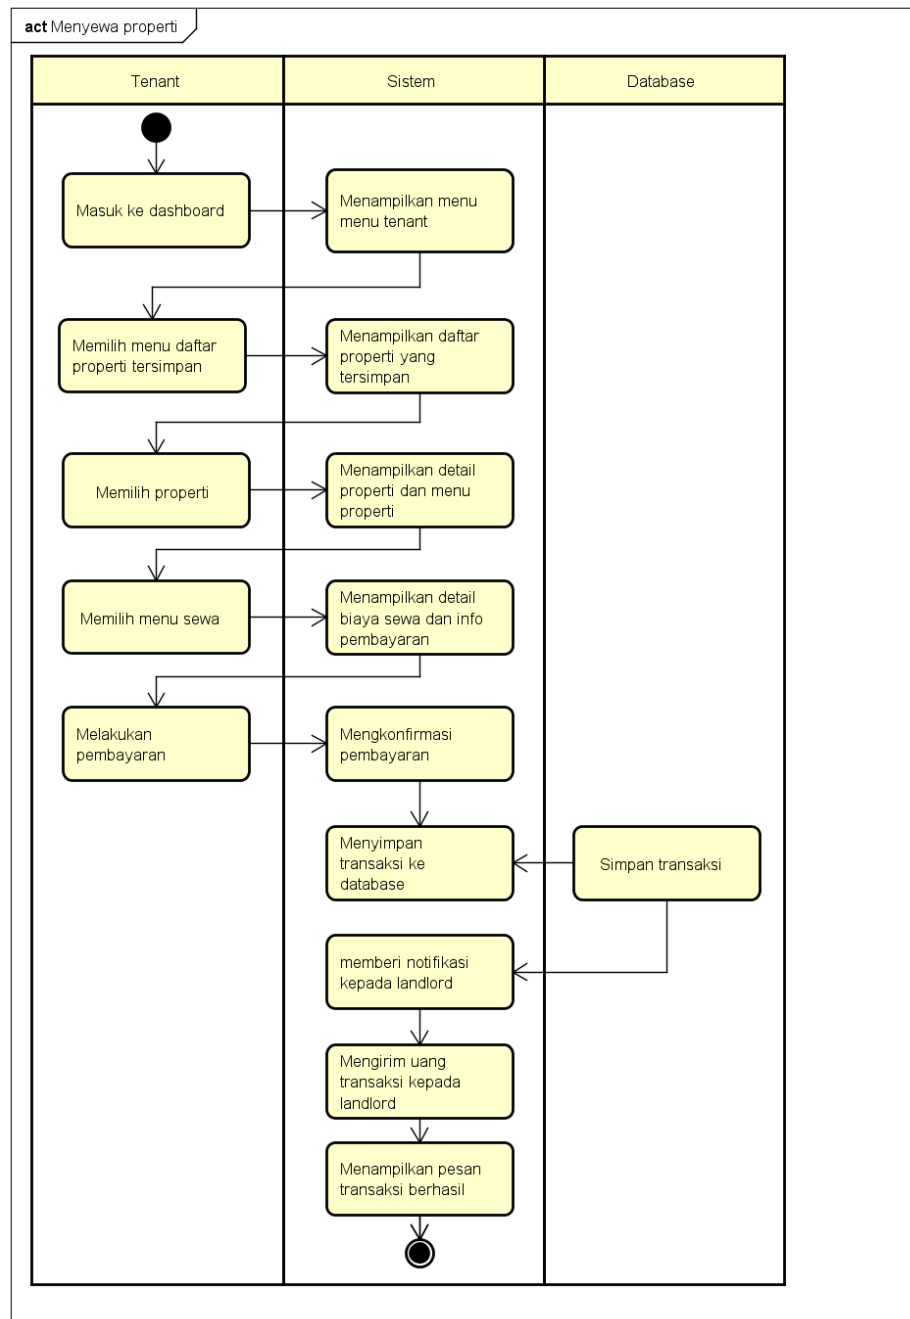 act Menyewa properti
Tenant
Sistem
Database
Masuk ke dashboard
Menampilkan menu
menu tenant
Memilih menu daftar
properti tersimpan
Menampilkan daftar
properti yang
tersimpan
Memilih properti
Menampilkan detail
properti dan menu
properti
Memilih menu sewa
Menampilkan detail
biaya sewa dan info
pembayaran
Melakukan
pembayaran
Mengkonfirmasi
pembayaran
Menyimpan
transaksi ke
database
Simpan transaksi
memberi notifikasi
kepada landlord
Mengirim uang
transaksi kepada
landlord
Menampilkan pesan
transaksi berhasil